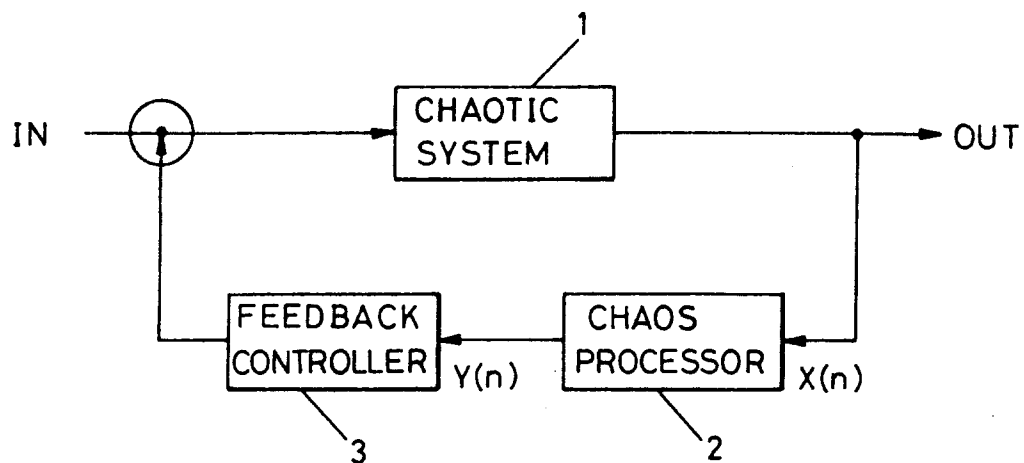 1
IN
CHAOTIC
SYSTEM
OUT
FEEDBACK
CONTROLLER
Y(n)
CHAOS
PROCESSOR
X(n)
3
2